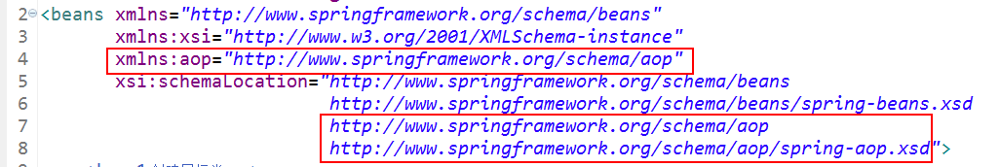 2 <beans xmlns="http://www.springframework.org/schema/beans"
3 xmlns:xsi="http://www.w3.org/2001/XMLSchema-instance"
4 xmlns:aop="http://www.springframework.org/schema/aop"
5 xsi:schemaLocation="http://www.springframework.org/schema/beans
6 http://www.springframework.org/schema/beans/spring-beans.xsd
7 http://www.springframework.org/schema/aop
8 http://www.springframework.org/schema/aop/spring-aop.xsd">